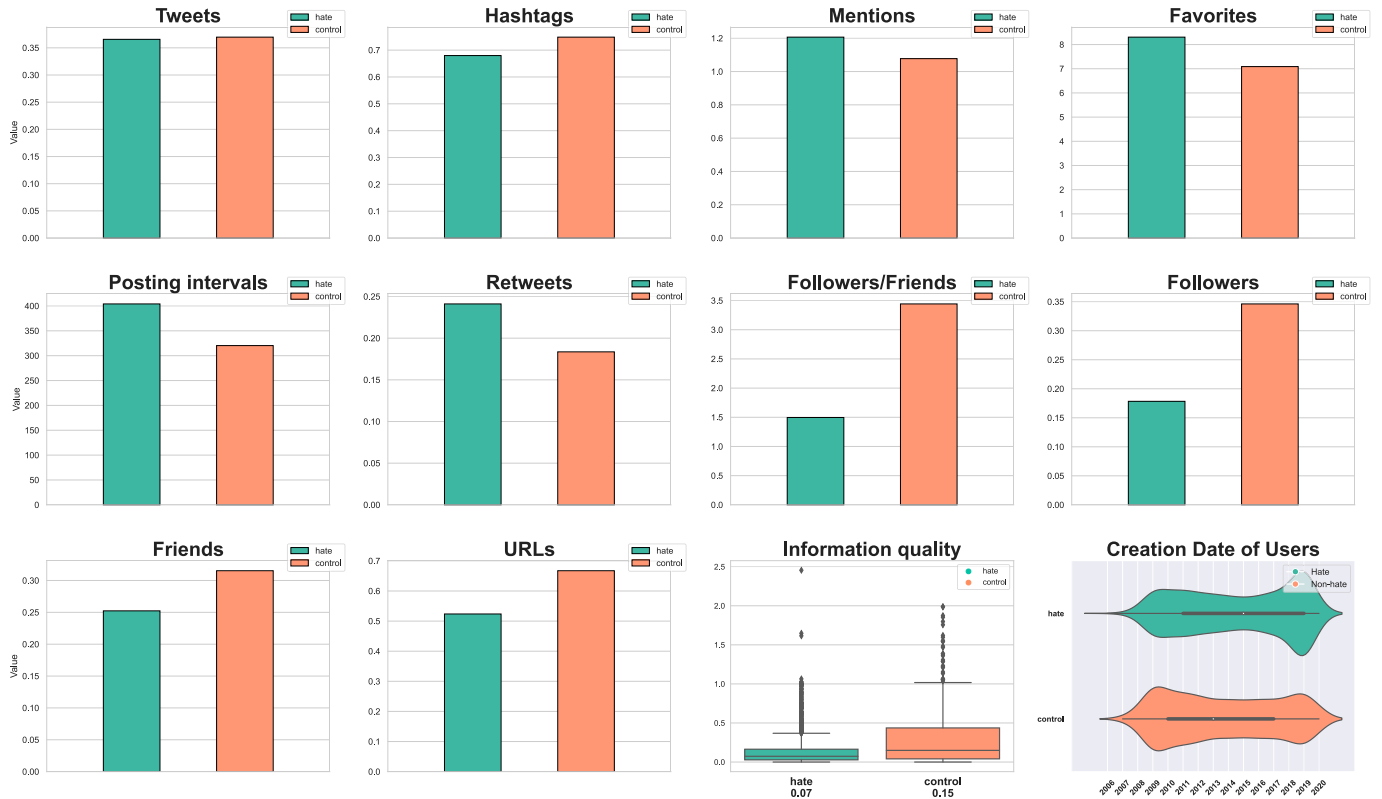 Tweets
hate
control
0.35
0.30
0.25
0.20
0.35
0.10
0.05
0.00
Value
Hashtags
hate
control
0.7
0.6
0.5
0.4
0.3
0.2
0.1
0.0
Mentions
hate
control
1.2
1.0
0.8
0.6
0.4
0.2
0.0
Favorites
hate
control
8
7
6
5
4
3
2
1
0
Posting intervals
hate
control
400
350
300
250
200
150
100
50
0
Value
Retweets
hate
control
0.25
0.20
0.15
0.10
0.05
0.00
Followers/Friends
hate
control
3.5
3.0
2.5
2.0
1.5
1.0
0.5
0.0
Followers
hate
control
0.35
0.30
0.25
0.20
0.15
0.10
0.05
0.00
Friends
hate
control
0.30
0.25
0.20
0.15
0.10
0.05
0.00
Value
URLs
hate
control
0.7
0.6
0.5
0.4
0.3
0.2
0.1
0.0
Information quality
hate
control
2.5
2.0
1.5
1.0
0.5
0.0
hate
0.07
control
0.15
Creation Date of Users
Hate
Non-hate
hate
control
2006
2007
2008
2009
2010
2011
2012
2013
2014
2015
2016
2017
2018
2019
2020